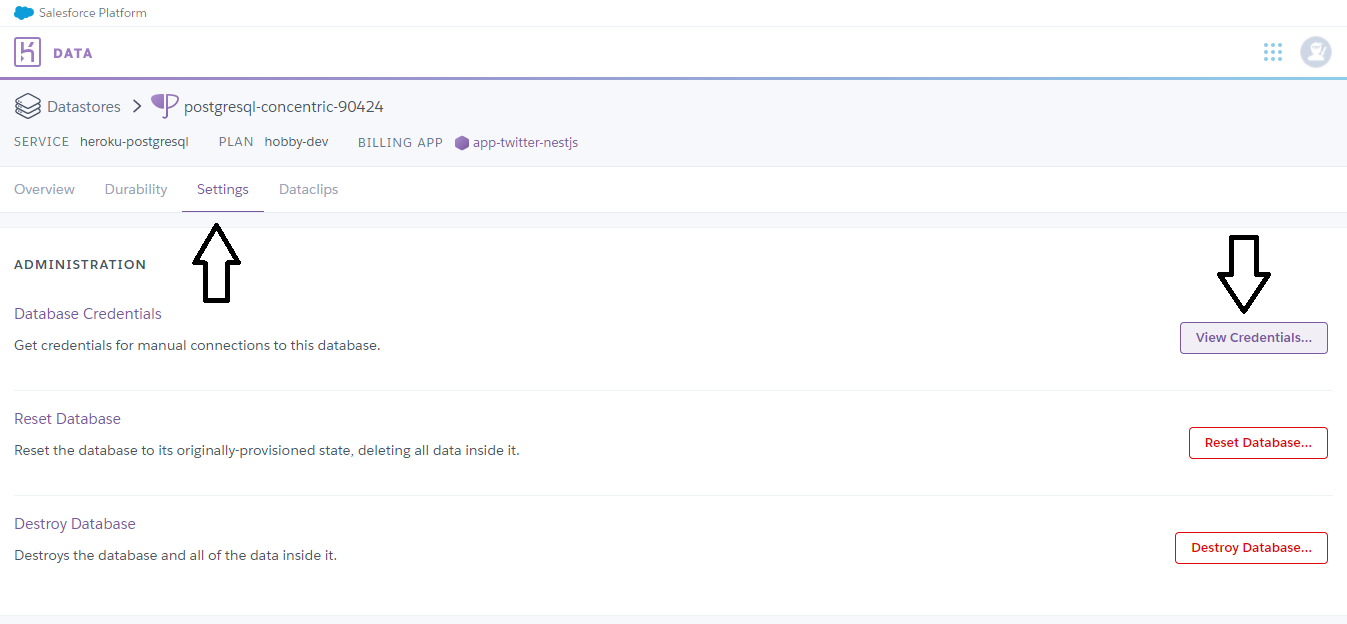 Salesforce Platform
DATA
Datastores postgresql-concentric-90424
SERVICE heroku-postgresql PLAN hobby-dev BILLING APP app-twitter-nestjs
Overview Durability Settings Dataclips
ADMINISTRATION
Database Credentials
Get credentials for manual connections to this database.
View Credentials...
Reset Database
Reset the database to its originally-provisioned state, deleting all data inside it.
Reset Database...
Destroy Database
Destroys the database and all of the data inside it.
Destroy Database...